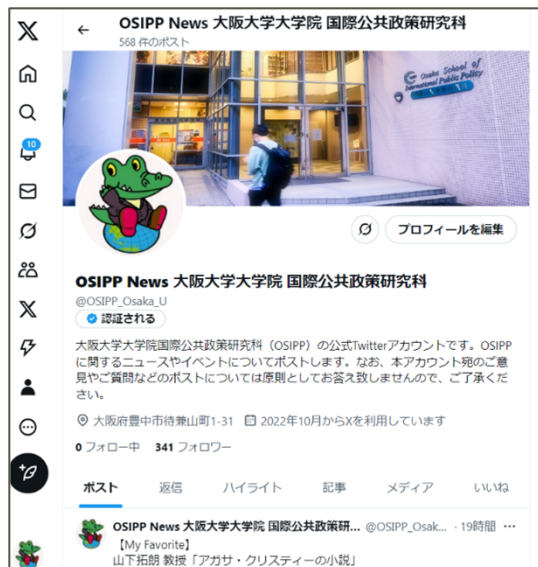 OSIPP News 大阪大学大学院 国際公共政策研究科
568 件のポスト
Osaka School of
International Public Policy
10
プロフィールを編集
OSIPP News 大阪大学大学院 国際公共政策研究科
@OSIPP_Osaka_U
認証される
大阪大学大学院国際公共政策研究科（OSIPP）の公式Twitterアカウントです。OSIPP
に関するニュースやイベントについてポストします。なお、本アカウント宛のご意
見やご質問などのポストについては原則としてお答え致しませんので、ご了承くだ
さい。
大阪府豊中市待兼山町1-31 2022年10月からXを利用しています
0 フォロー中 341 フォロワー
ポスト 返信 ハイライト 記事 メディア いいね
OSIPP News 大阪大学大学院 国際公共政策研... @OSIPP_Osak... · 19時間
【My Favorite】
山下拓朗 教授「アガサ・クリスティーの小説」